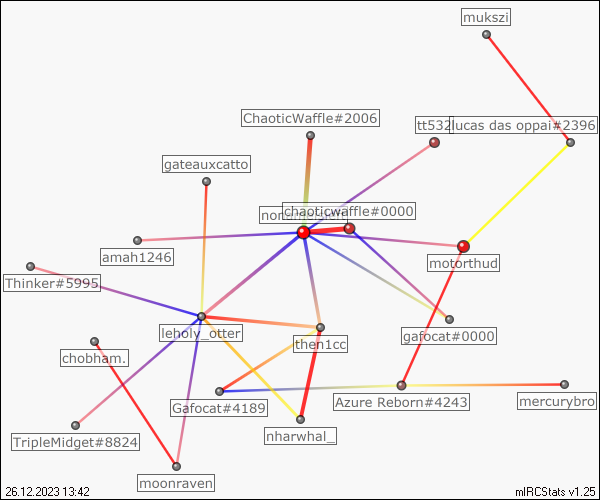 mukszi
ChaoticWaffle#2006
tt532
lucas das oppai#2396
gateauxcatto
chaoticwaffle#0000
amah1246
motorthud
Thinker#5995
leholy_otter
then1cc
gafocat#0000
chobham.
Gafocat#4189
Azure Reborn#4243
mercurybro
TripleMidget#8824
nharwhal_
moonraven
26.12.2023 13:42
mIRCStats v1.25